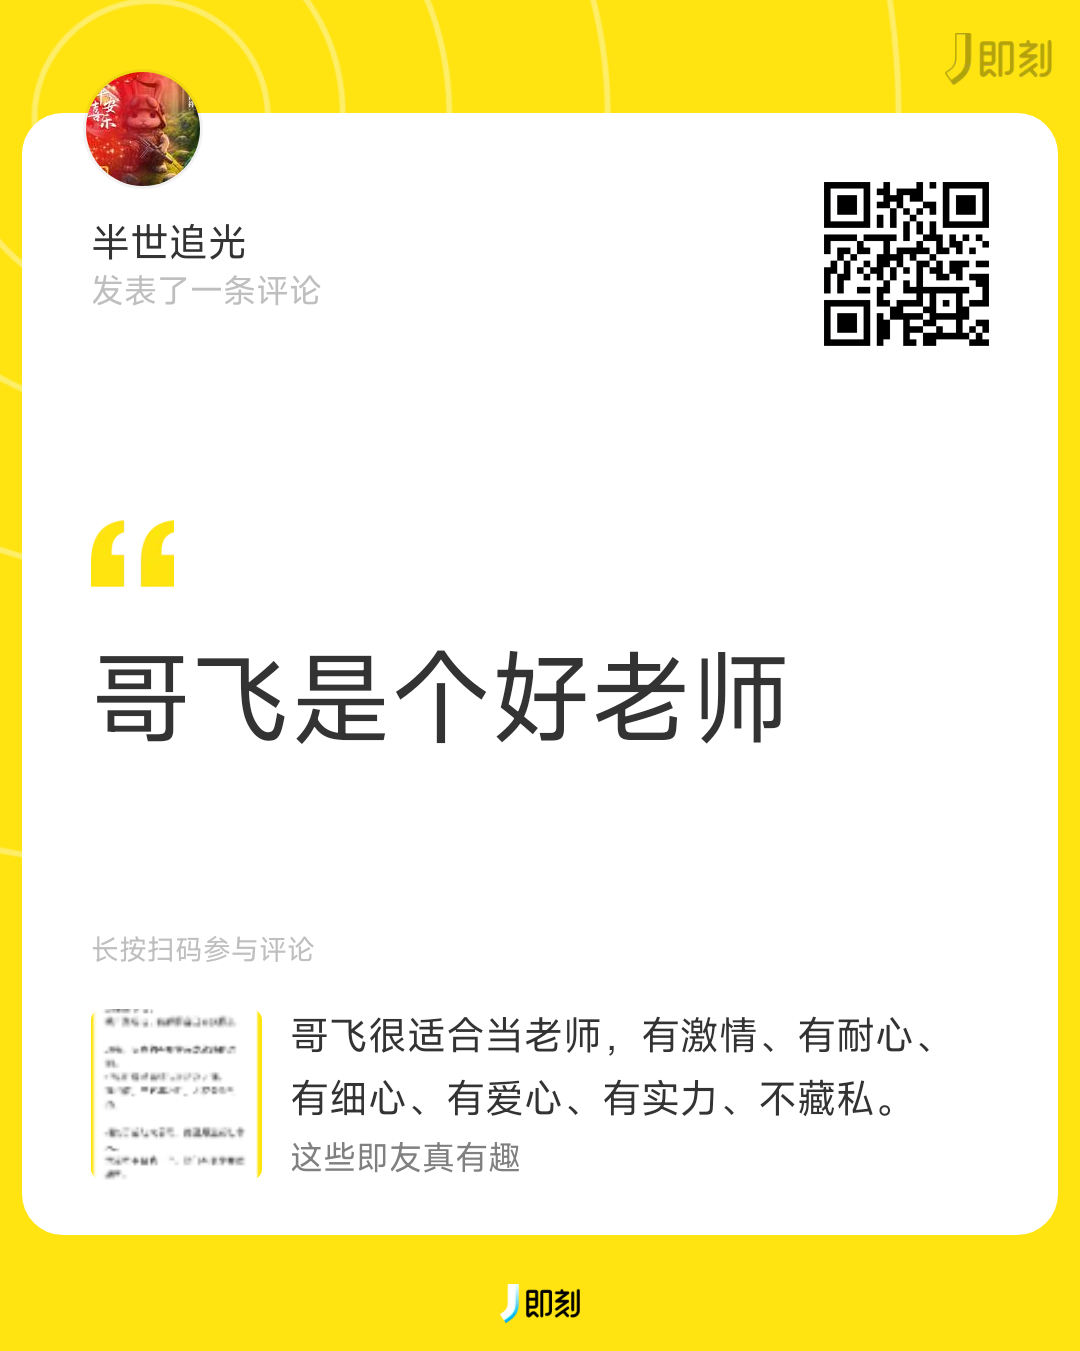 即刻
半世追光
发表了一条评论
哥飞是个好老师
长按扫码参与评论
哥飞很适合当老师，有激情、有耐心、
有细心、有爱心、有实力、不藏私。
这些即友真有趣
即刻